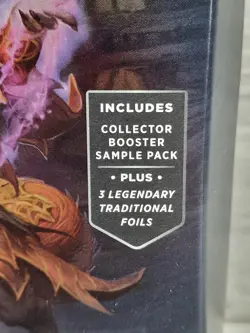 INCLUDES
COLLECTOR
BOOSTER
SAMPLE PACK
• PLUS •
3 LEGENDARY
TRADITIONAL
FOILS